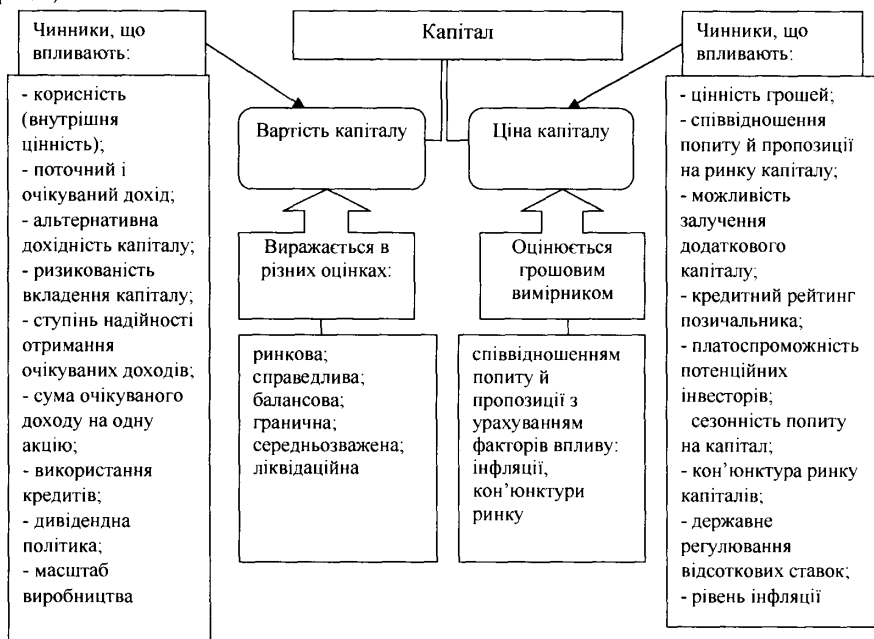 Чинники, що
впливають:
- корисність
(внутрішня
цінність);
- поточний і
очікуваний дохід;
- альтернативна
дохідність капіталу;
- ризикованість
вкладення капіталу;
- ступінь надійності
отримання
очікуваних доходів;
- сума очікуваного
доходу на одну
акцію;
- використання
кредитів;
- дивідендна
політика;
- масштаб
виробництва
Капітал
Вартість капіталу
Ціна капіталу
Виражається в
різних оцінках:
ринкова;
справедлива;
балансова;
гранична;
середньозважена;
ліквідаційна
Оцінюється
грошовим
вимірником
співвідношенням
попиту й
пропозиції з
урахуванням
факторів впливу:
інфляції,
кон’юнктури
ринку
Чинники, що
впливають:
- цінність грошей;
- співвідношення
попиту й пропозиції
на ринку капіталу;
- можливість
залучення
додаткового
капіталу;
- кредитний рейтинг
позичальника;
- платоспроможність
потенційних
інвесторів;
сезонність попиту
на капітал;
- кон’юнктура ринку
капіталів;
- державне
регулювання
відсоткових ставок;
- рівень інфляції